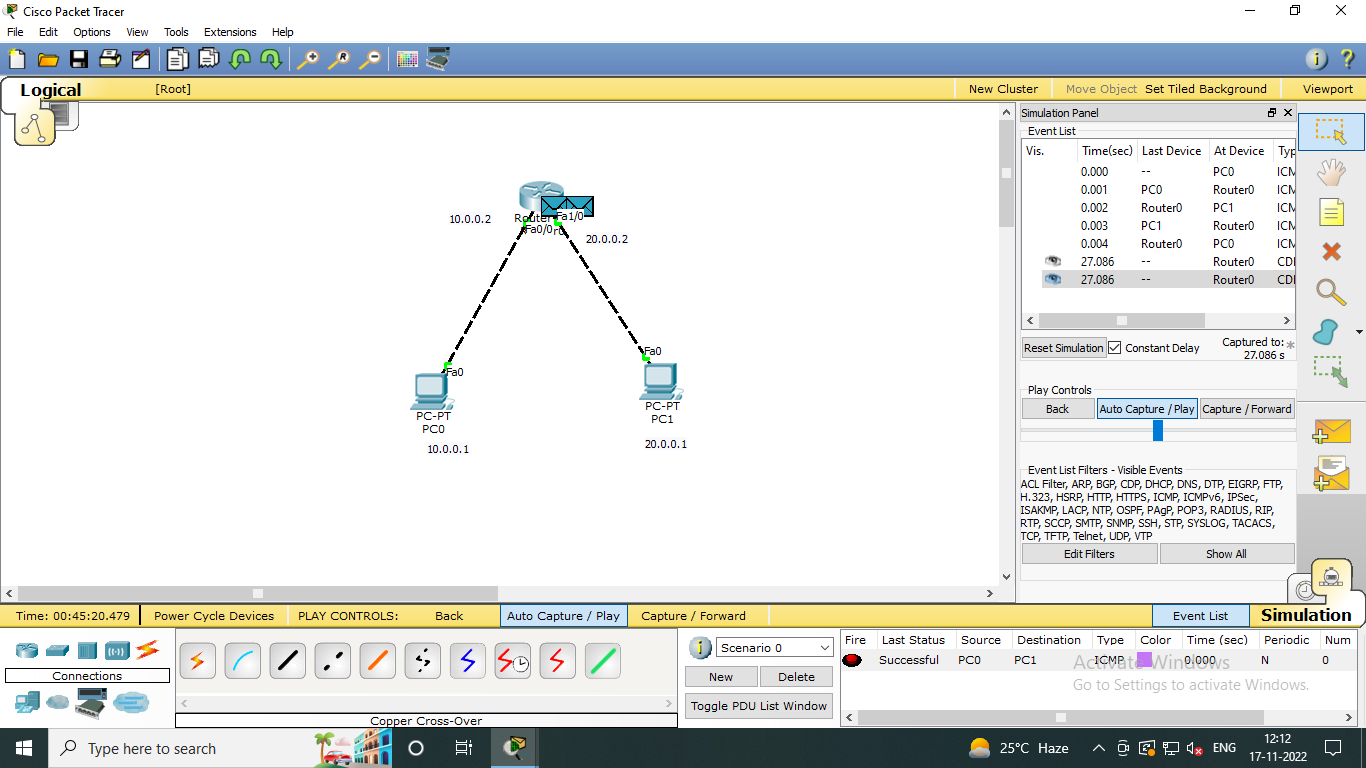 Cisco Packet Tracer
File Edit Options View Tools Extensions Help
Logical [Root] New Cluster Move Object Set Tiled Background Viewport
Simulation Panel
Event List
Vis. Time(sec) Last Device At Device Typ
0.000 -- PC0 ICM
0.001 PC0 Router0 ICM
0.002 Router0 PC1 ICM
0.003 PC1 Router0 ICM
0.004 Router0 PC0 ICM
27.086 -- Router0 CDP
27.086 -- Router0 CDP
Reset Simulation Constant Delay Captured to: *
27.086 s
Play Controls
Back Auto Capture / Play Capture / Forward
Event List Filters - Visible Events
ACL Filter, ARP, BGP, CDP, DHCP, DNS, DTP, EIGRP, FTP,
H.323, HSRP, HTTP, HTTPS, ICMP, ICMPv6, IPSec,
ISAKMP, LACP, NTP, OSPF, PAgP, POP3, RADIUS, RIP,
RTP, SCCP, SMTP, SNMP, SSH, STP, SYSLOG, TACACS,
TCP, TFTP, Telnet, UDP, VTP
Edit Filters Show All
10.0.0.2 Router Fa1/0
Fa0/0 r0
20.0.0.2
Fa0
Fa0
PC-PT
PC0
10.0.0.1
PC-PT
PC1
20.0.0.1
Time: 00:45:20.479 Power Cycle Devices PLAY CONTROLS: Back Auto Capture / Play Capture / Forward Event List Simulation
Connections
Copper Cross-Over
Scenario 0
New Delete
Toggle PDU List Window
Fire Last Status Source Destination Type Color Time (sec) Periodic Num
Successful PC0 PC1 ICMP 0.000 N 0
Activate Windows
Go to Settings to activate Windows.
Type here to search
25°C Haze ENG 12:12
17-11-2022